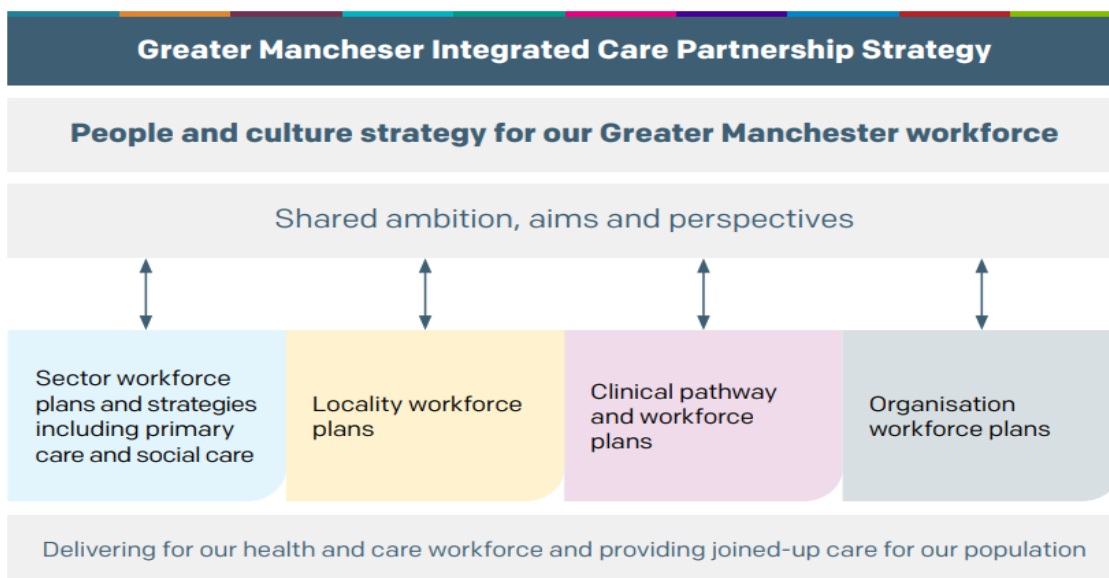 Greater Mancheser Integrated Care Partnership Strategy
People and culture strategy for our Greater Manchester workforce
Shared ambition, aims and perspectives
Sector workforce
plans and strategies
including primary
care and social care
Locality workforce
plans
Clinical pathway
and workforce
plans
Organisation
workforce plans
Delivering for our health and care workforce and providing joined-up care for our population